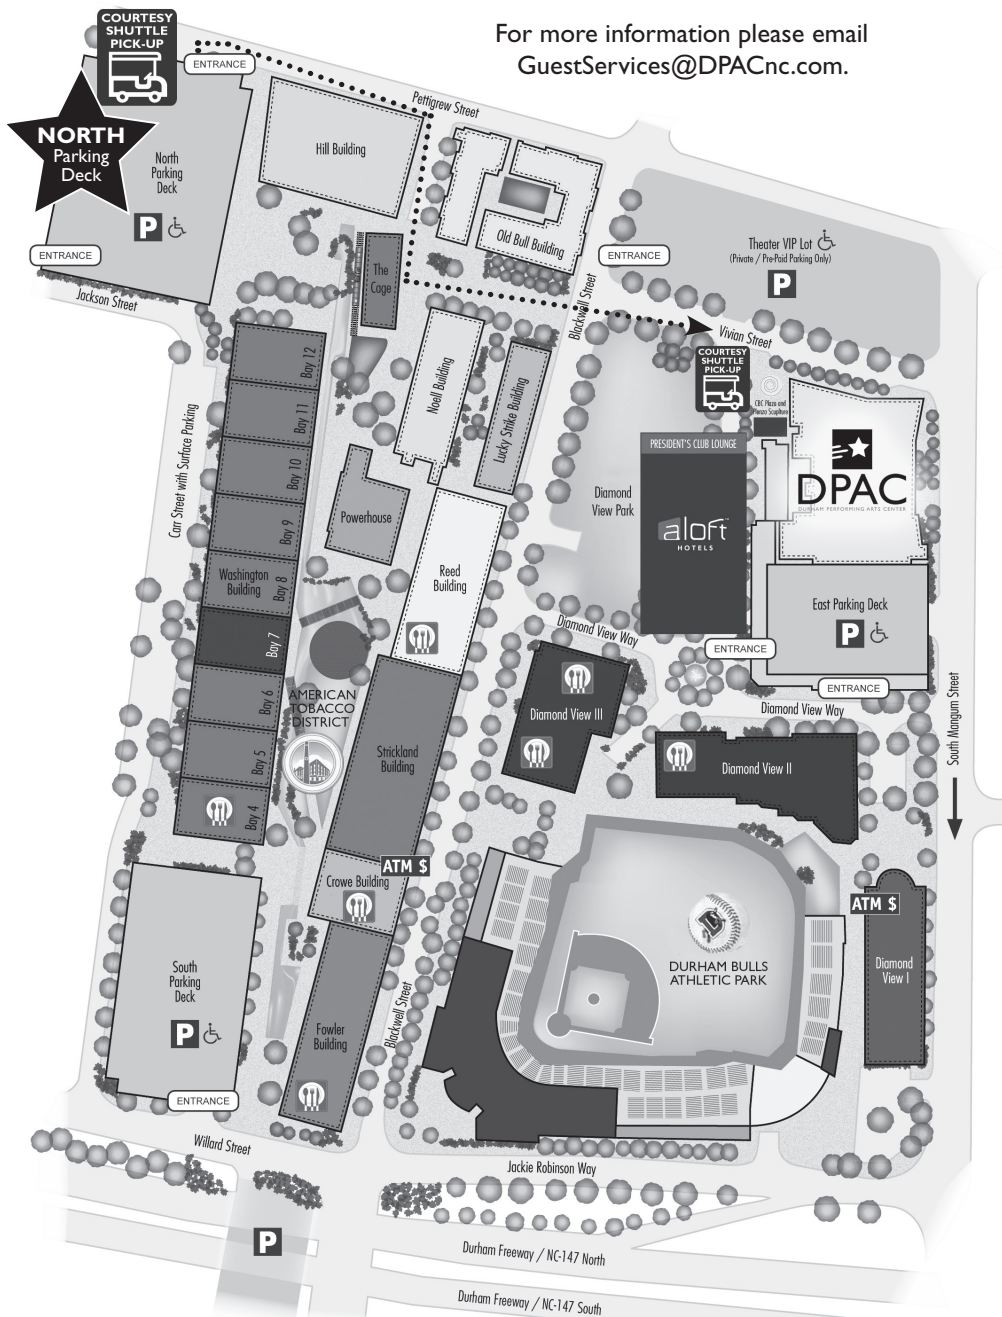 COURTESY
SHUTTLE
PICK-UP
For more information please email
GuestServices@DPACnc.com.
ENTRANCE
Pettigrew Street
NORTH
Parking
Deck
North
Parking
Deck
P
Hill Building
Old Bull Building
Theater VIP Lot
(Private / Pre-Paid Parking Only)
P
ENTRANCE
ENTRANCE
The
Cage
Jackson Street
Blackwell Street
Vivian Street
COURTESY
SHUTTLE
PICK-UP
CBC Plaza and
Plenza Sculpture
Bay 12
Bay 11
Bay 10
Bay 9
Washington
Building
Bay 8
Bay 7
Bay 6
Bay 5
Bay 4
Carr Street with Surface Parking
Noell Building
Lucky Strike Building
PRESIDENT'S CLUB LOUNGE
aloft
HOTELS
DPAC
DURHAM PERFORMING ARTS CENTER
Diamond
View Park
Powerhouse
Reed
Building
East Parking Deck
P
Diamond View Way
ENTRANCE
ENTRANCE
Diamond View Way
South Mangum Street
AMERICAN
TOBACCO
DISTRICT
Strickland
Building
Diamond View III
Diamond View II
ATM $
Crowe Building
ATM $
DURHAM BULLS
ATHLETIC PARK
Diamond
View I
South
Parking
Deck
P
Fowler
Building
Blackwell Street
ENTRANCE
Willard Street
Jackie Robinson Way
P
Durham Freeway / NC-147 North
Durham Freeway / NC-147 South